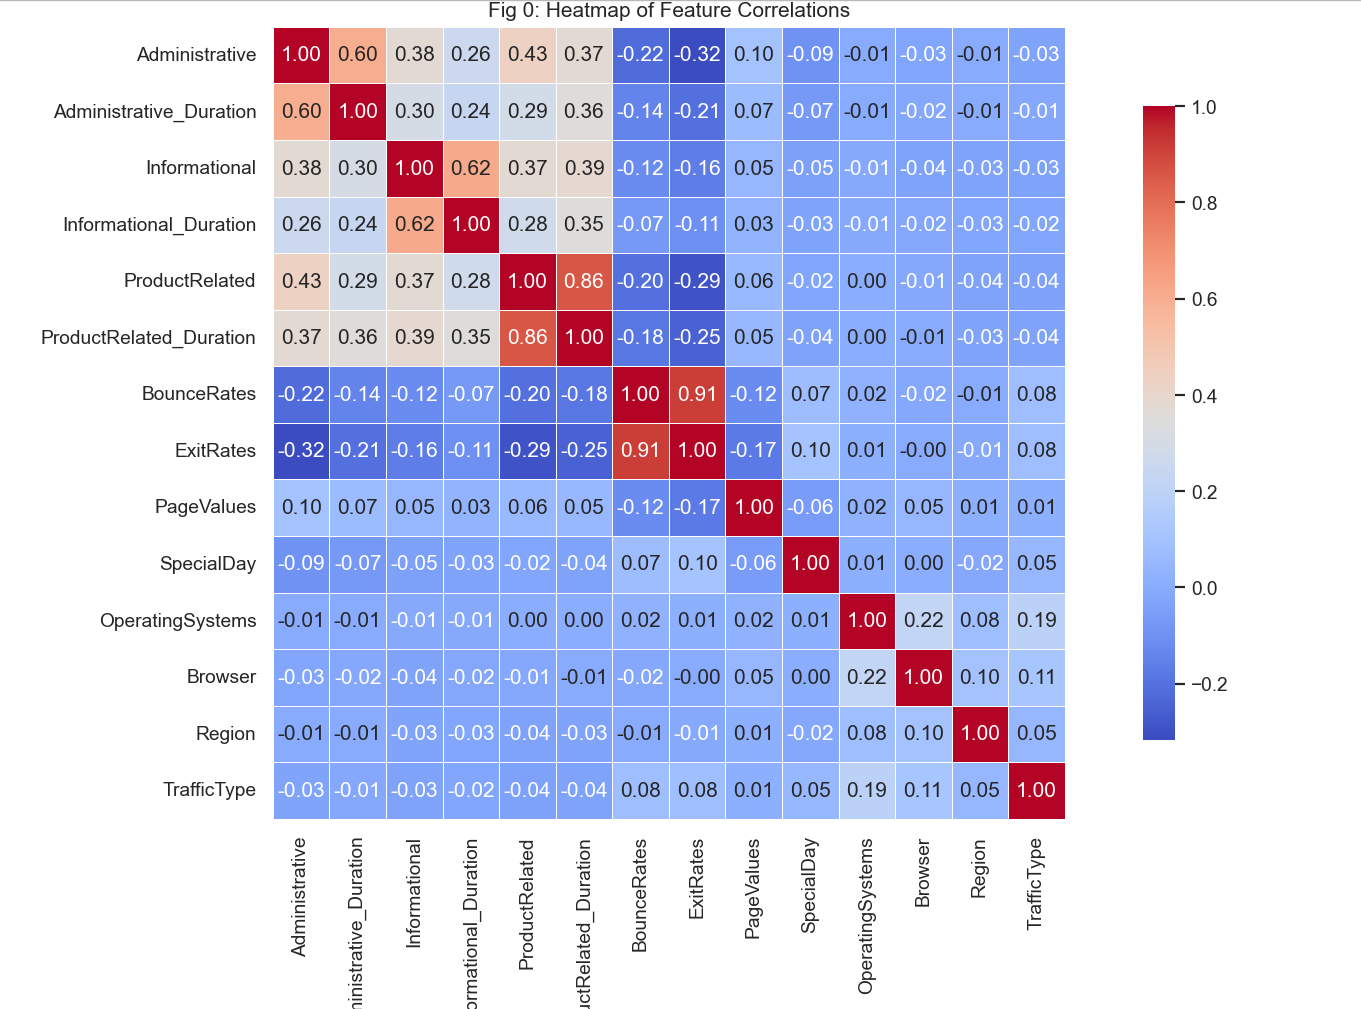 Fig 0: Heatmap of Feature Correlations
Administrative 1.00 0.60 0.38 0.26 0.43 0.37 -0.22 -0.32 0.10 -0.09 -0.01 -0.03 -0.01 -0.03
Administrative_Duration 0.60 1.00 0.30 0.24 0.29 0.36 -0.14 -0.21 0.07 -0.07 -0.01 -0.02 -0.01 -0.01
Informational 0.38 0.30 1.00 0.62 0.37 0.39 -0.12 -0.16 0.05 -0.05 -0.01 -0.04 -0.03 -0.03
Informational_Duration 0.26 0.24 0.62 1.00 0.28 0.35 -0.07 -0.11 0.03 -0.03 -0.01 -0.02 -0.03 -0.02
ProductRelated 0.43 0.29 0.37 0.28 1.00 0.86 -0.20 -0.29 0.06 -0.02 0.00 -0.01 -0.04 -0.04
ProductRelated_Duration 0.37 0.36 0.39 0.35 0.86 1.00 -0.18 -0.25 0.05 -0.04 0.00 -0.01 -0.03 -0.04
BounceRates -0.22 -0.14 -0.12 -0.07 -0.20 -0.18 1.00 0.91 -0.12 0.07 0.02 -0.02 -0.01 0.08
ExitRates -0.32 -0.21 -0.16 -0.11 -0.29 -0.25 0.91 1.00 -0.17 0.10 0.01 -0.00 -0.01 0.08
PageValues 0.10 0.07 0.05 0.03 0.06 0.05 -0.12 -0.17 1.00 -0.06 0.02 0.05 0.01 0.01
SpecialDay -0.09 -0.07 -0.05 -0.03 -0.02 -0.04 0.07 0.10 -0.06 1.00 0.01 0.00 -0.02 0.05
OperatingSystems -0.01 -0.01 -0.01 -0.01 0.00 0.00 0.02 0.01 0.02 0.01 1.00 0.22 0.08 0.19
Browser -0.03 -0.02 -0.04 -0.02 -0.01 -0.01 -0.02 -0.00 0.05 0.00 0.22 1.00 0.10 0.11
Region -0.01 -0.01 -0.03 -0.03 -0.04 -0.03 -0.01 -0.01 0.01 -0.02 0.08 0.10 1.00 0.05
TrafficType -0.03 -0.01 -0.03 -0.02 -0.04 -0.04 0.08 0.08 0.01 0.05 0.19 0.11 0.05 1.00
Administrative
ministrative_Duration
Informational
ormational_Duration
ProductRelated
uctRelated_Duration
BounceRates
ExitRates
PageValues
SpecialDay
OperatingSystems
Browser
Region
TrafficType
1.0
0.8
0.6
0.4
0.2
0.0
−0.2